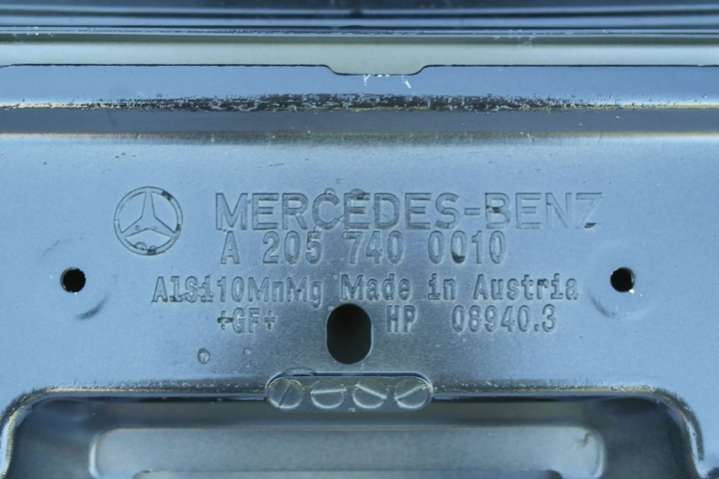 MERCEDES-BENZ
A 205 740 0010
AlSi10MnMg Made in Austria
+GF+ HP 08940.3